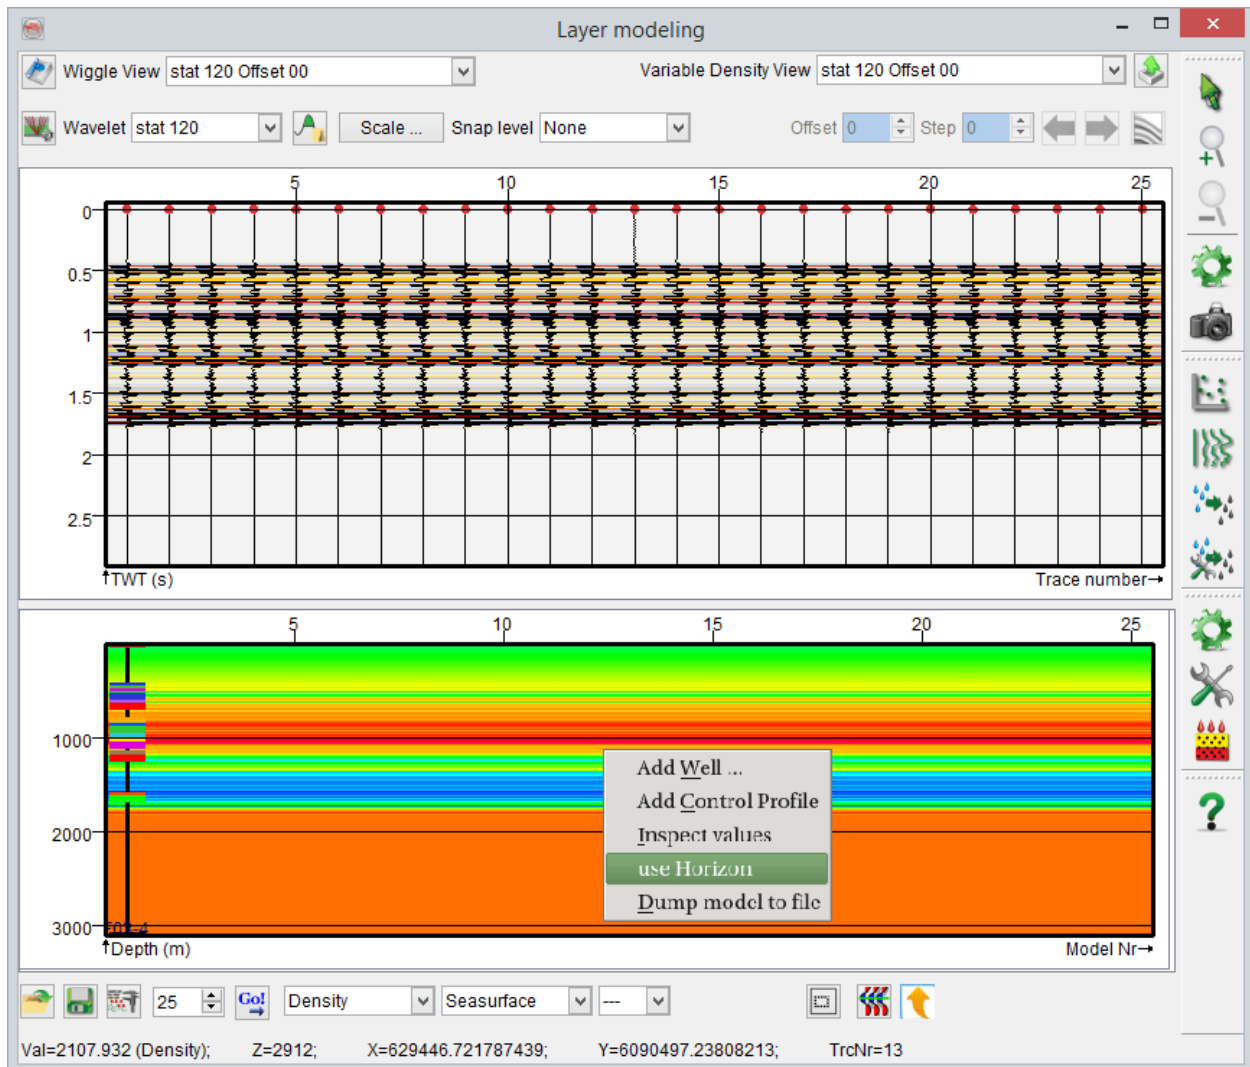 Layer modeling
Wiggle View stat 120 Offset 00 Variable Density View stat 120 Offset 00
Wavelet stat 120 Scale ... Snap level None Offset 0 Step 0
5 10 15 20 25
0
0.5
1
1.5
2
2.5
TWT (s) Trace number
5 10 15 20 25
1000
2000
3000
Add Well ...
Add Control Profile
Inspect values
use Horizon
Dump model to file
Depth (m) Model Nr
25 Go! Density Seasurface ---
Val=2107.932 (Density); Z=2912; X=629446.721787439; Y=6090497.23808213; TrcNr=13